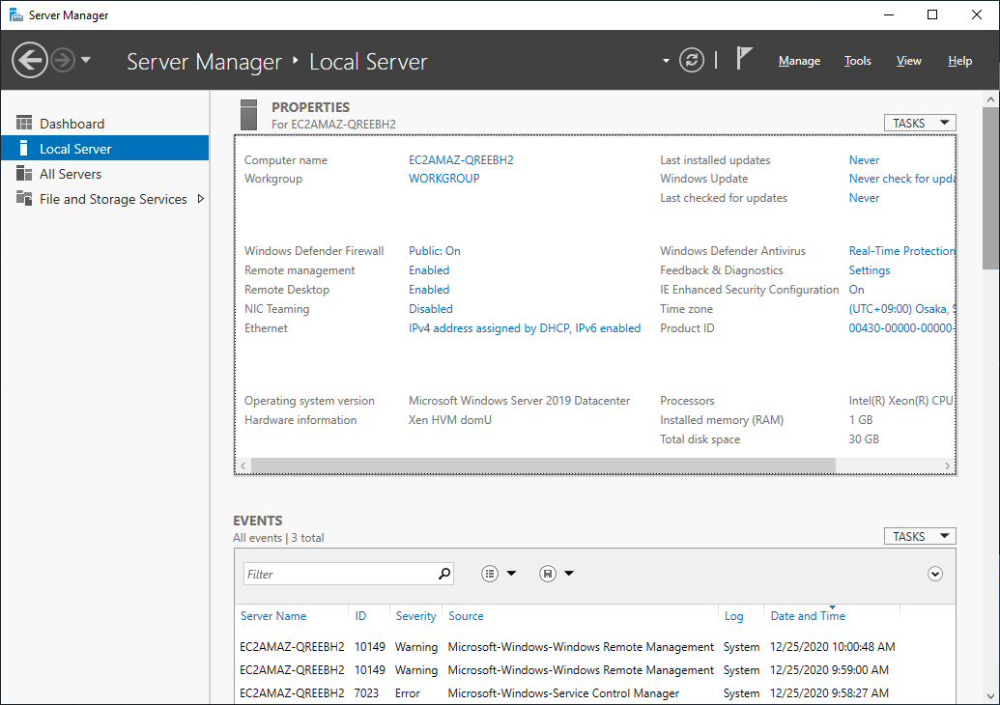 Server Manager
Server Manager Local Server
Manage Tools View Help
Dashboard
Local Server
All Servers
File and Storage Services
PROPERTIES
For EC2AMAZ-QREEBH2
TASKS
Computer name EC2AMAZ-QREEBH2 Last installed updates Never
Workgroup WORKGROUP Windows Update Never check for upda
Last checked for updates Never
Windows Defender Firewall Public: On Windows Defender Antivirus Real-Time Protection
Remote management Enabled Feedback & Diagnostics Settings
Remote Desktop Enabled IE Enhanced Security Configuration On
NIC Teaming Disabled Time zone (UTC+09:00) Osaka,
Ethernet IPv4 address assigned by DHCP, IPv6 enabled Product ID 00430-00000-00000-
Operating system version Microsoft Windows Server 2019 Datacenter Processors Intel(R) Xeon(R) CPU
Hardware information Xen HVM domU Installed memory (RAM) 1 GB
Total disk space 30 GB
EVENTS
All events | 3 total
TASKS
Filter
Server Name ID Severity Source Log Date and Time
EC2AMAZ-QREEBH2 10149 Warning Microsoft-Windows-Windows Remote Management System 12/25/2020 10:00:48 AM
EC2AMAZ-QREEBH2 10149 Warning Microsoft-Windows-Windows Remote Management System 12/25/2020 9:59:00 AM
EC2AMAZ-QREEBH2 7023 Error Microsoft-Windows-Service Control Manager System 12/25/2020 9:58:27 AM